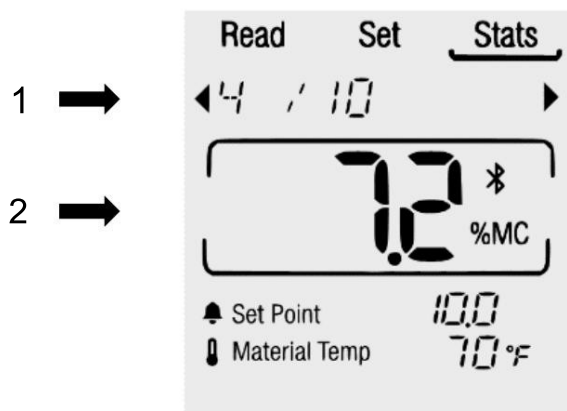 Read Set Stats
1 4 / 10
2 7.2 %MC
Set Point 10.0
Material Temp 70 °F